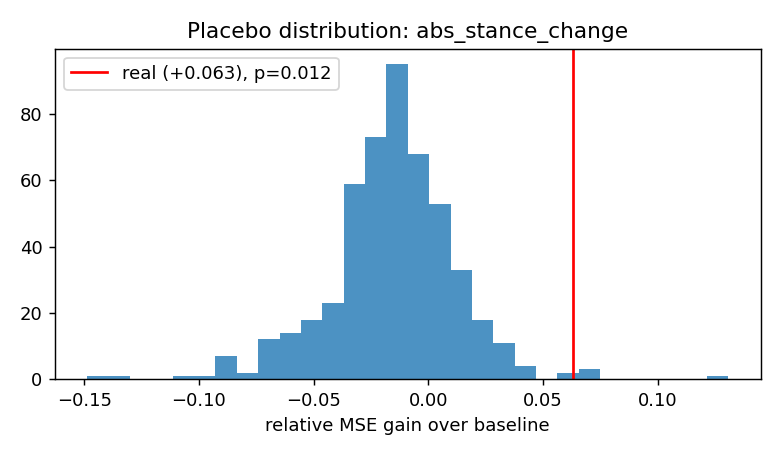 Placebo distribution: abs_stance_change
real (+0.063), p=0.012
80
60
40
20
0
−0.15 −0.10 −0.05 0.00 0.05 0.10
relative MSE gain over baseline